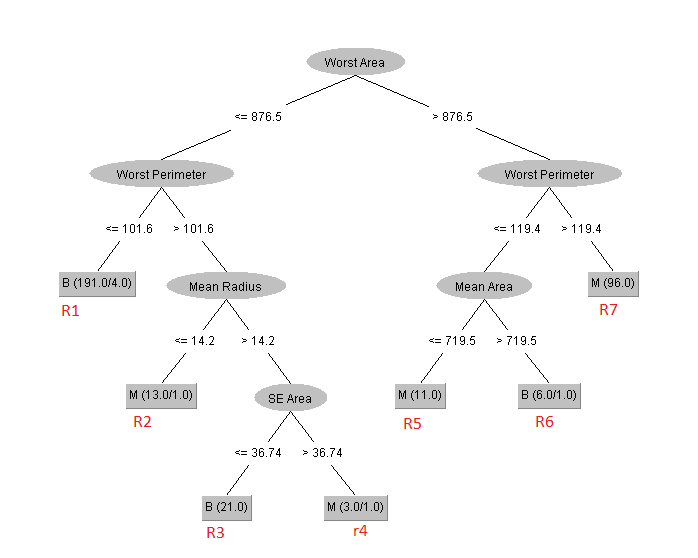 Worst Area
<= 876.5 > 876.5
Worst Perimeter Worst Perimeter
<= 101.6 > 101.6 <= 119.4 > 119.4
B (191.0/4.0) Mean Radius Mean Area M (96.0)
R1 R7
<= 14.2 > 14.2 <= 719.5 > 719.5
M (13.0/1.0) SE Area M (11.0) B (6.0/1.0)
R2 R5 R6
<= 36.74 > 36.74
B (21.0) M (3.0/1.0)
R3 r4